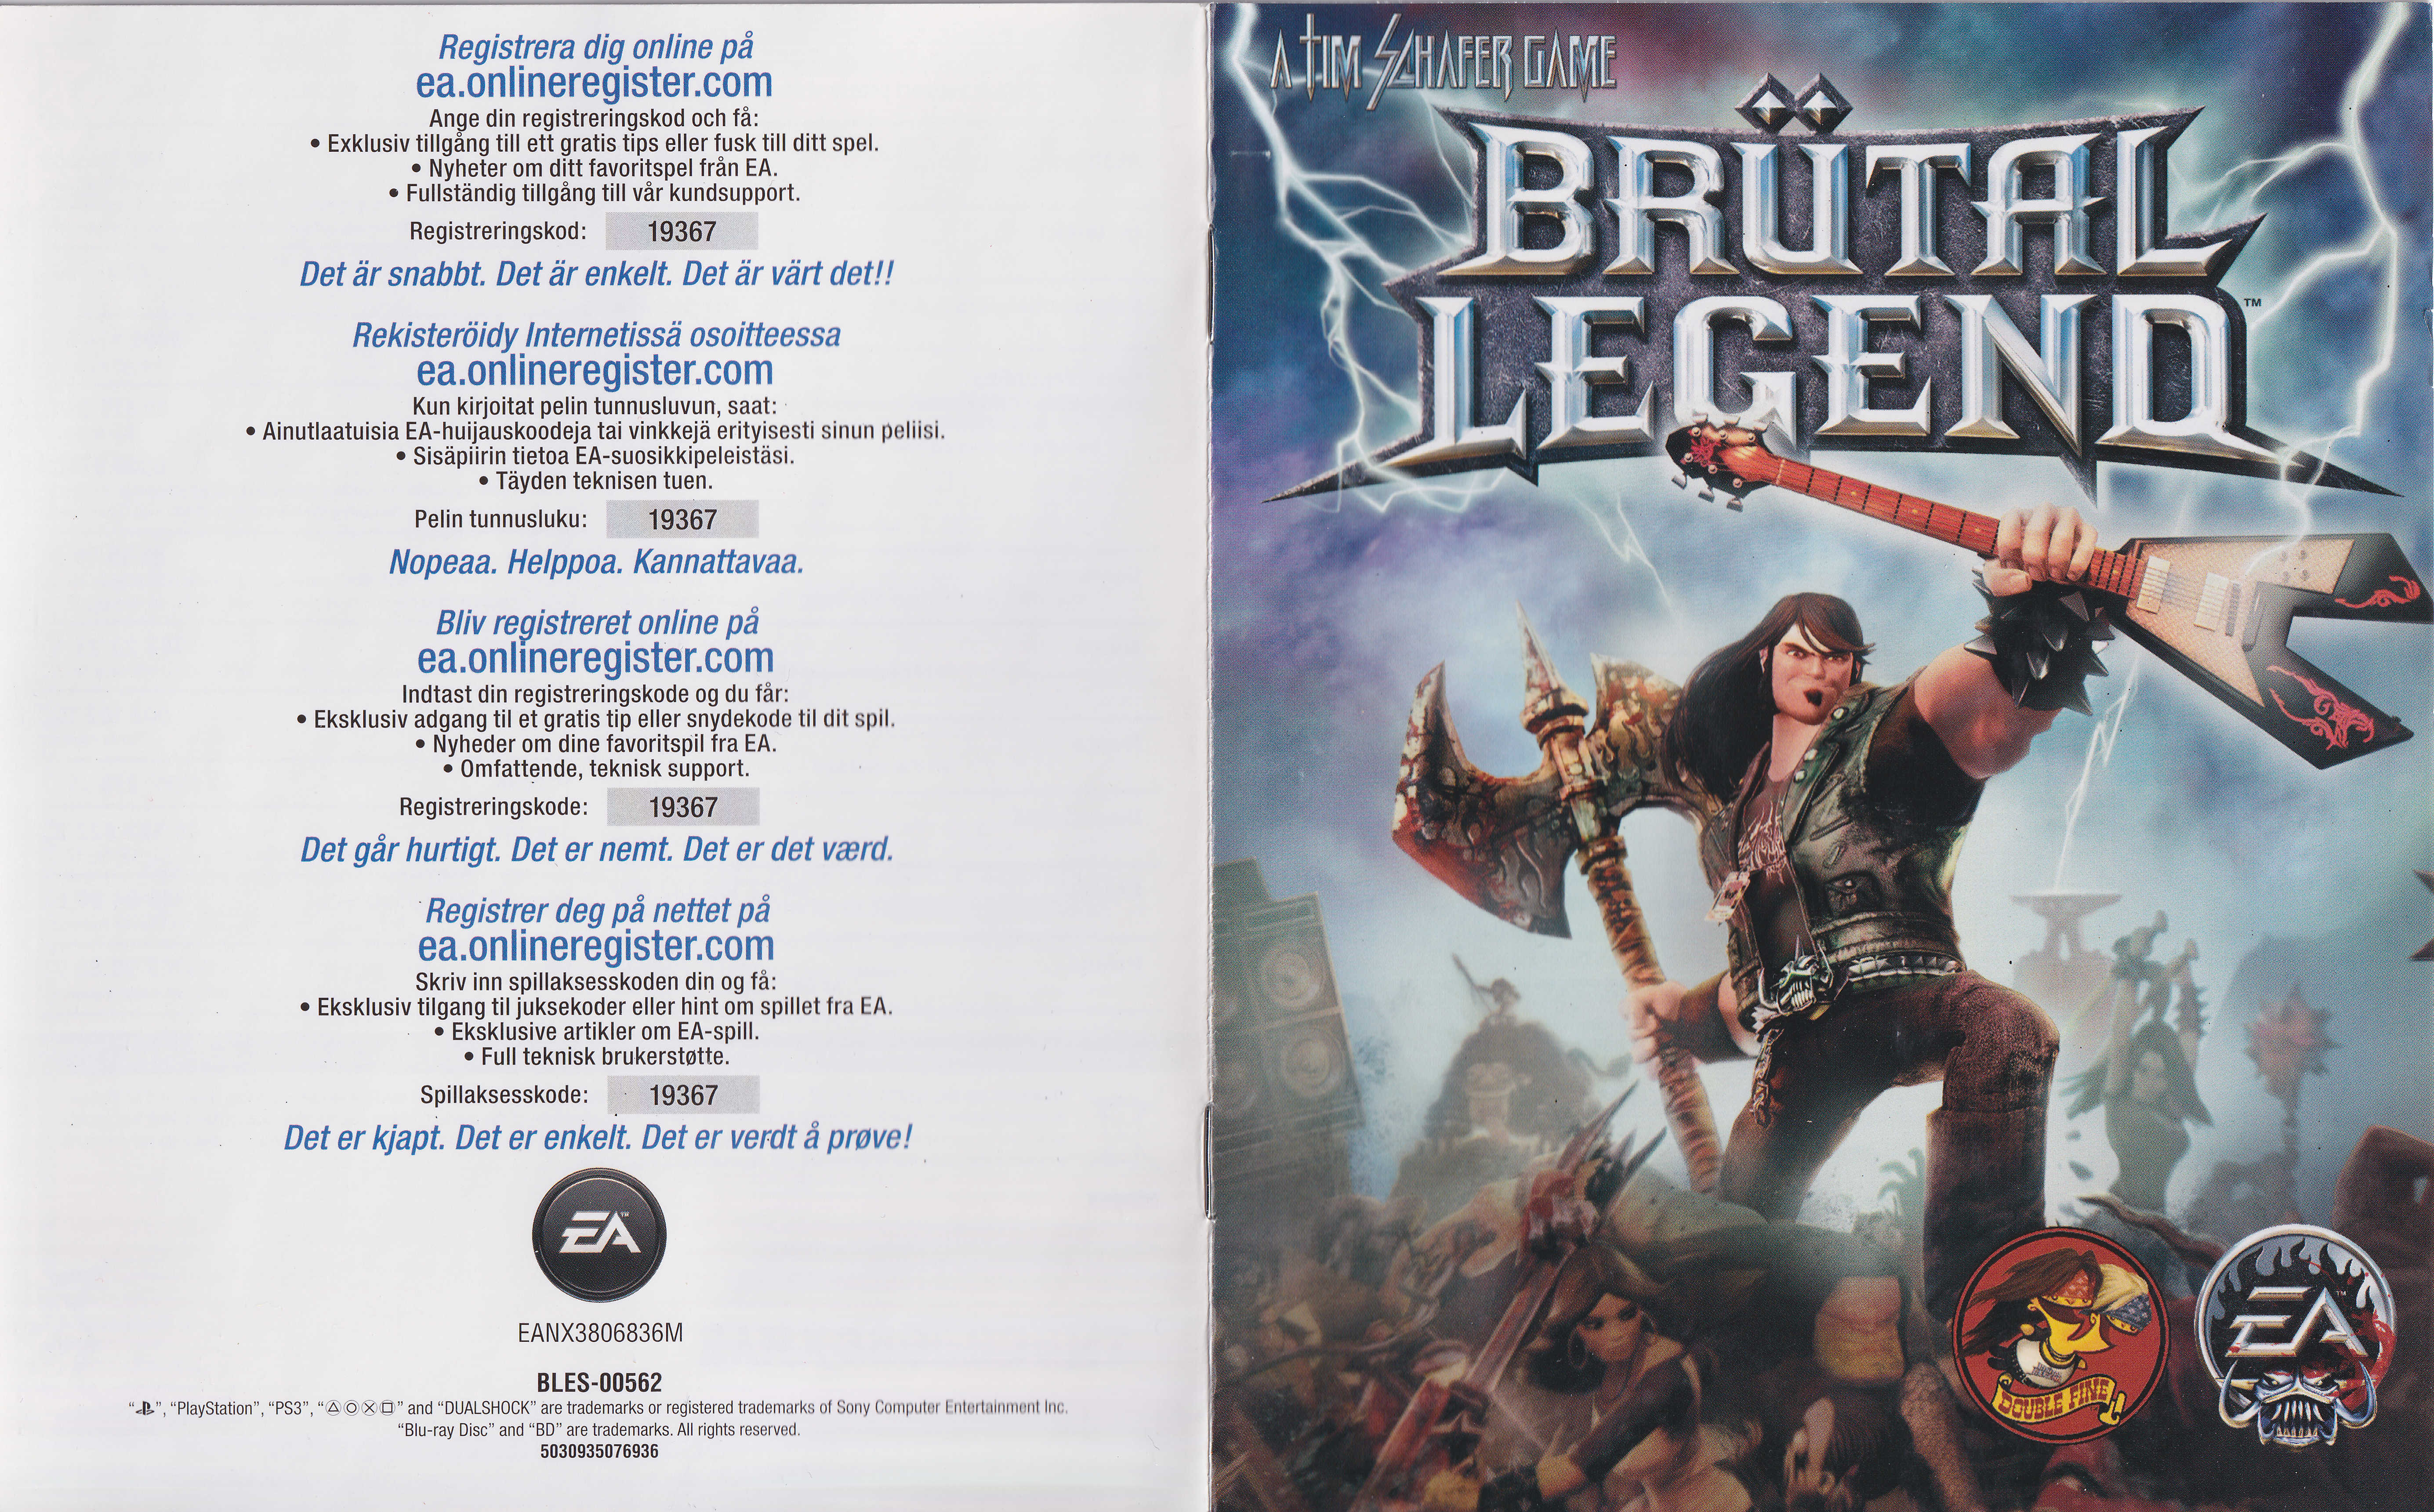 Registrera dig online på
ea.onlineregister.com
Ange din registreringskod och få:
• Exklusiv tillgång till ett gratis tips eller fusk till ditt spel.
• Nyheter om ditt favoritspel från EA.
• Fullständig tillgång till vår kundsupport.
Registreringskod: 19367
Det är snabbt. Det är enkelt. Det är värt det!!
Rekisteröidy Internetissä osoitteessa
ea.onlineregister.com
Kun kirjoitat pelin tunnusluvun, saat:
• Ainutlaatuisia EA-huijauskoodeja tai vinkkejä erityisesti sinun peliisi.
• Sisäpiirin tietoa EA-suosikkipeleistäsi.
• Täyden teknisen tuen.
Pelin tunnusluku: 19367
Nopeaa. Helppoa. Kannattavaa.
Bliv registreret online på
ea.onlineregister.com
Indtast din registreringskode og du får:
• Eksklusiv adgang til et gratis tip eller snydekode til dit spil.
• Nyheder om dine favoritspil fra EA.
• Omfattende, teknisk support.
Registreringskode: 19367
Det går hurtigt. Det er nemt. Det er det værd.
Registrer deg på nettet på
ea.onlineregister.com
Skriv inn spillaksesskoden din og få:
• Eksklusiv tilgang til juksekoder eller hint om spillet fra EA.
• Eksklusive artikler om EA-spill.
• Full teknisk brukerstøtte.
Spillaksesskode: 19367
Det er kjapt. Det er enkelt. Det er verdt å prøve!
EA™
EANX3806836M
BLES-00562
“PS”, “PlayStation”, “PS3”, “△○✕□” and “DUALSHOCK” are trademarks or registered trademarks of Sony Computer Entertainment Inc.
“Blu-ray Disc” and “BD” are trademarks. All rights reserved.
5030935076936
A TIM SCHAFER GAME
BRÜTAL
LEGEND™
DOUBLE FINE
EA™